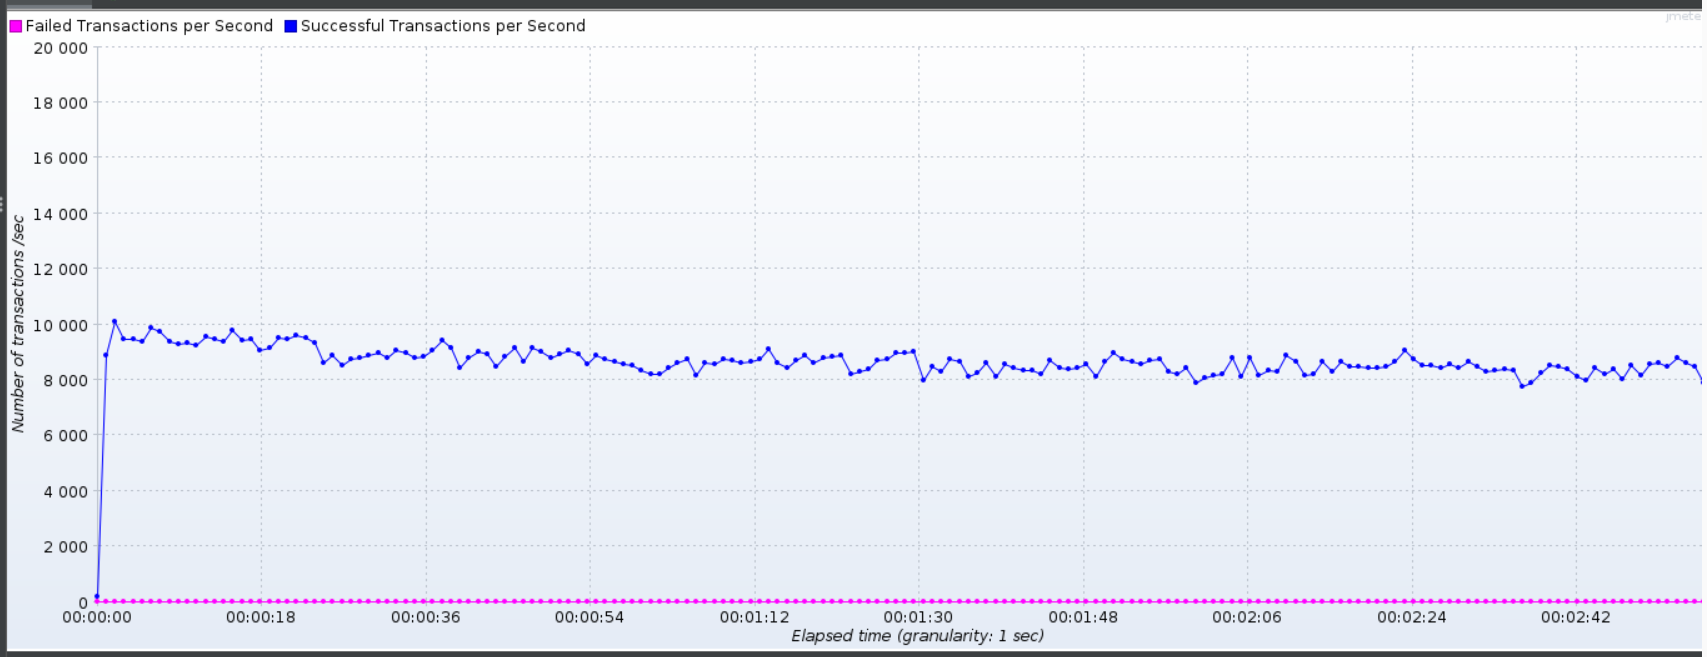 jmete
Failed Transactions per Second Successful Transactions per Second
20 000
18 000
16 000
14 000
12 000
10 000
8 000
6 000
4 000
2 000
0
Number of transactions /sec
00:00:00 00:00:18 00:00:36 00:00:54 00:01:12 00:01:30 00:01:48 00:02:06 00:02:24 00:02:42
Elapsed time (granularity: 1 sec)